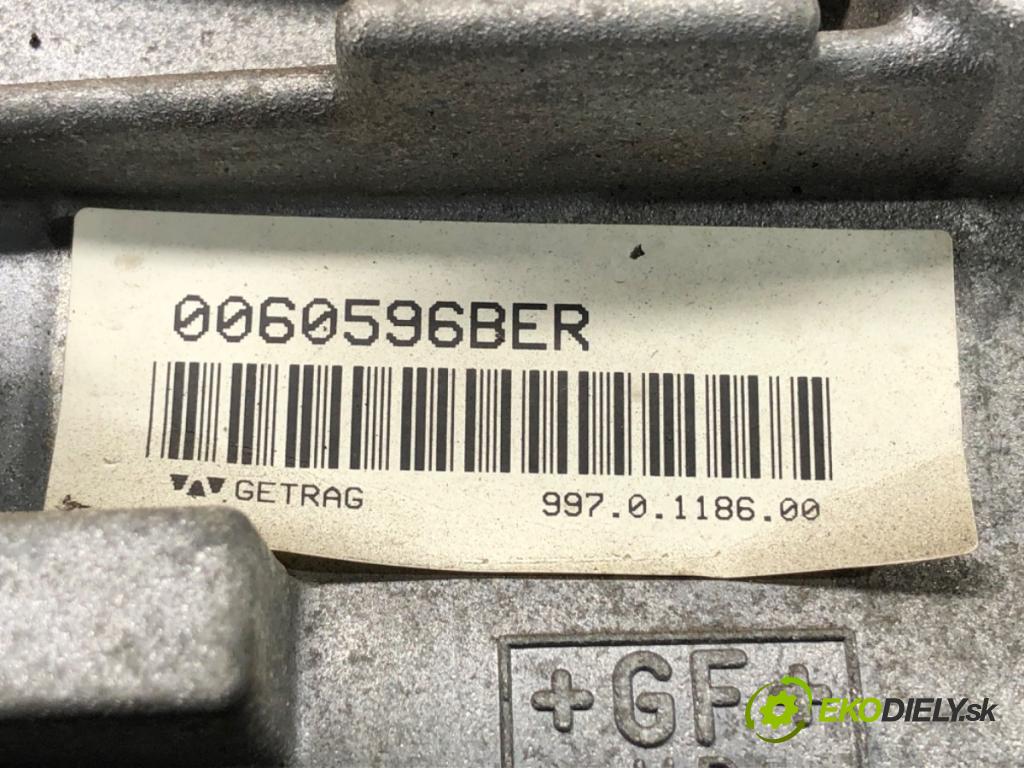 0060596BER
GETRAG 997.0.1186.00
+GF+
EKODIELY.sk